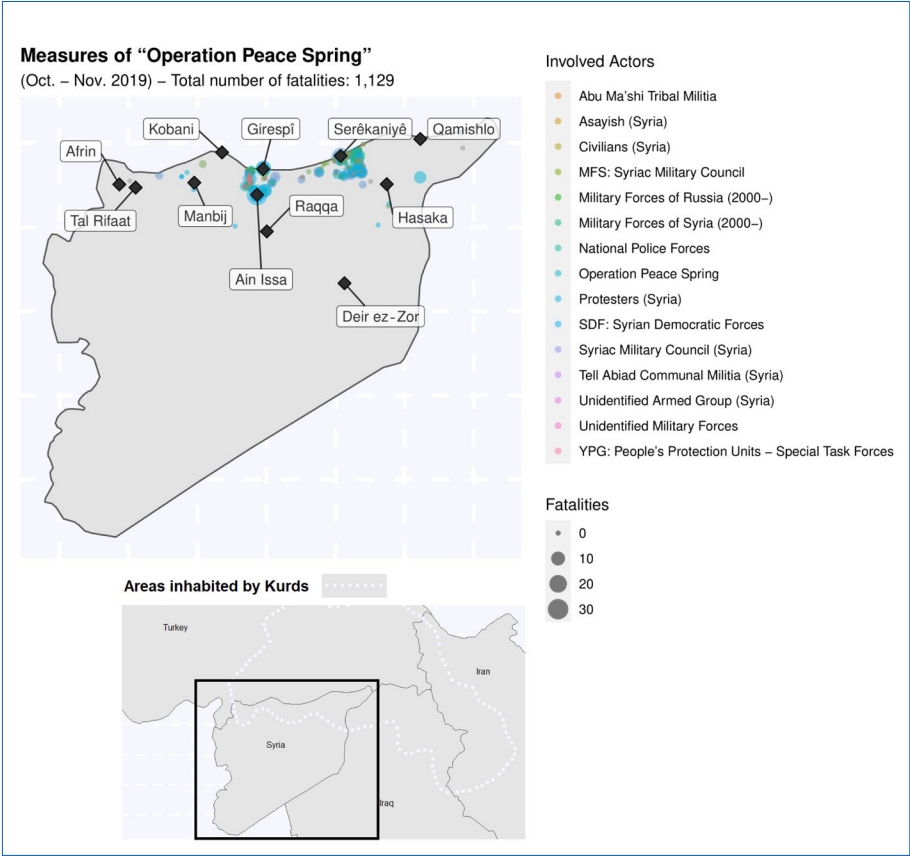 Measures of “Operation Peace Spring”
(Oct. – Nov. 2019) – Total number of fatalities: 1,129
Kobani
Girespî
Serêkaniyê
Qamishlo
Afrin
Tal Rifaat
Manbij
Raqqa
Hasaka
Ain Issa
Deir ez-Zor
Involved Actors
Abu Ma’shi Tribal Militia
Asayish (Syria)
Civilians (Syria)
MFS: Syriac Military Council
Military Forces of Russia (2000–)
Military Forces of Syria (2000–)
National Police Forces
Operation Peace Spring
Protesters (Syria)
SDF: Syrian Democratic Forces
Syriac Military Council (Syria)
Tell Abiad Communal Militia (Syria)
Unidentified Armed Group (Syria)
Unidentified Military Forces
YPG: People’s Protection Units – Special Task Forces
Fatalities
0
10
20
30
Areas inhabited by Kurds
Turkey
Iran
Syria
Iraq